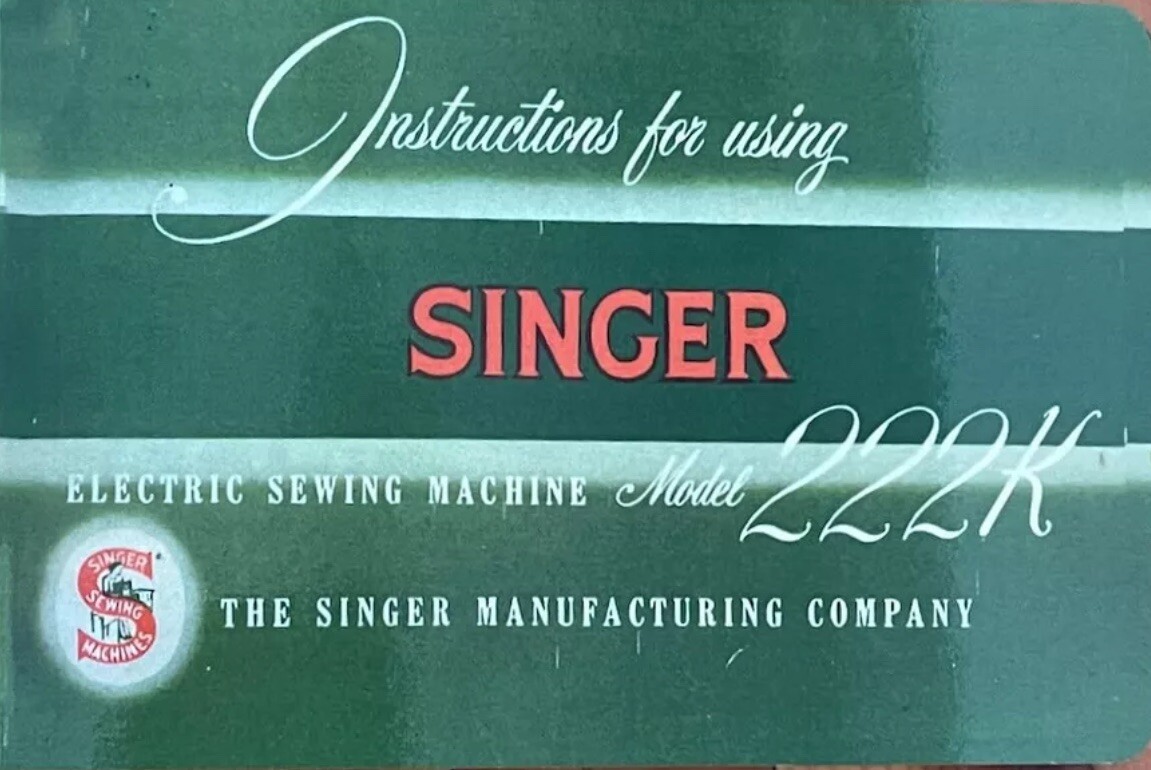 Instructions for using
SINGER
ELECTRIC SEWING MACHINE Model 222K
SINGER
SEWING
MACHINES
THE SINGER MANUFACTURING COMPANY